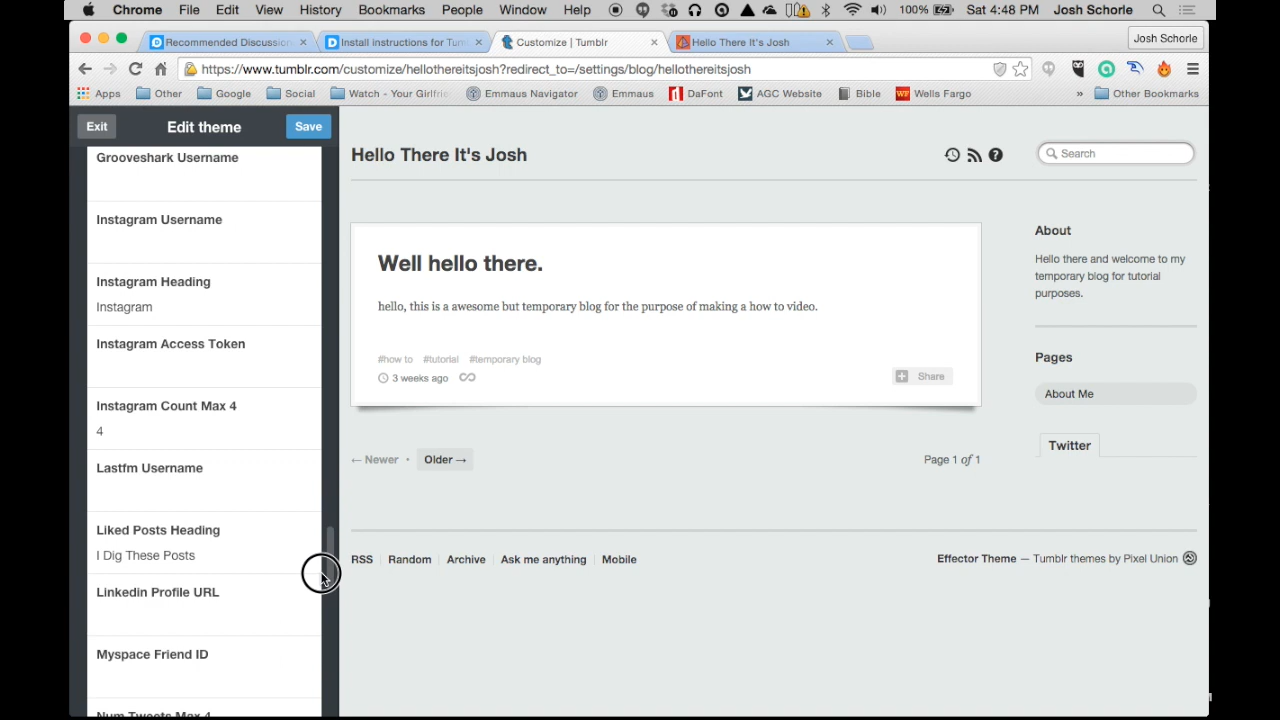 Chrome File Edit View History Bookmarks People Window Help 100% Sat 4:48 PM Josh Schorle
Recommended Discussion × Install instructions for Tum × Customize | Tumblr × Hello There It's Josh × Josh Schorle
https://www.tumblr.com/customize/hellothereitsjosh?redirect_to=/settings/blog/hellothereitsjosh
Apps Other Google Social Watch - Your Girlfrie Emmaus Navigator Emmaus DaFont AGC Website Bible WF Wells Fargo » Other Bookmarks
Exit Edit theme Save
Grooveshark Username
Instagram Username
Instagram Heading
Instagram
Instagram Access Token
Instagram Count Max 4
4
Lastfm Username
Liked Posts Heading
I Dig These Posts
Linkedin Profile URL
Myspace Friend ID
Num Tweets Max 4
Hello There It's Josh
Search
Well hello there.
hello, this is a awesome but temporary blog for the purpose of making a how to video.
#how to #tutorial #temporary blog
3 weeks ago
Share
← Newer • Older →
Page 1 of 1
About
Hello there and welcome to my
temporary blog for tutorial
purposes.
Pages
About Me
Twitter
RSS Random Archive Ask me anything Mobile
Effector Theme — Tumblr themes by Pixel Union